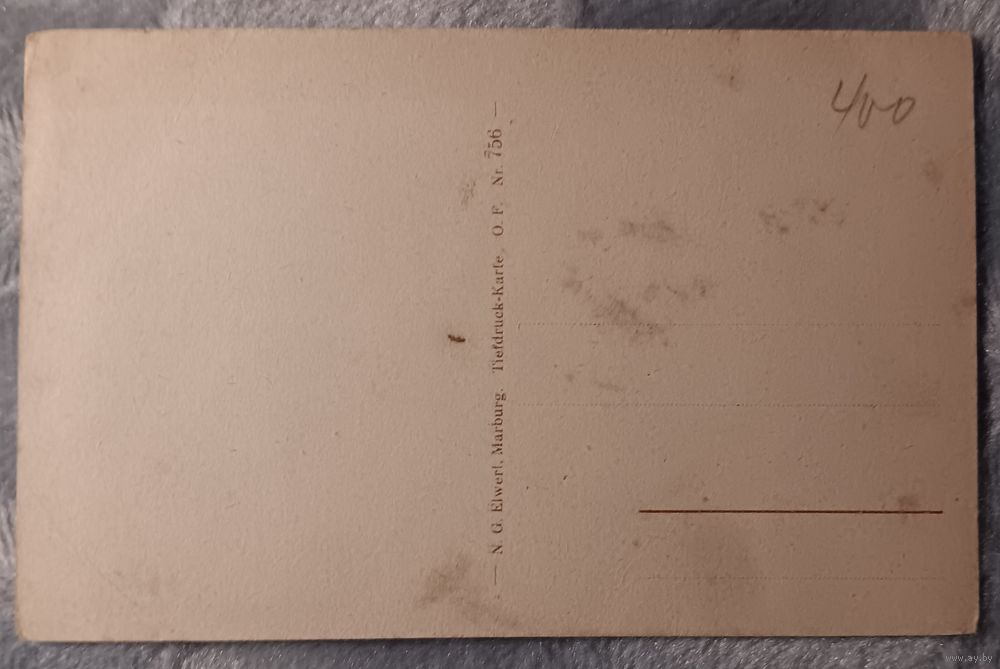 400
— N. G. Elwert, Marburg. Tiefdruck-Karte. O. F. Nr. 756 —
www.ay.by